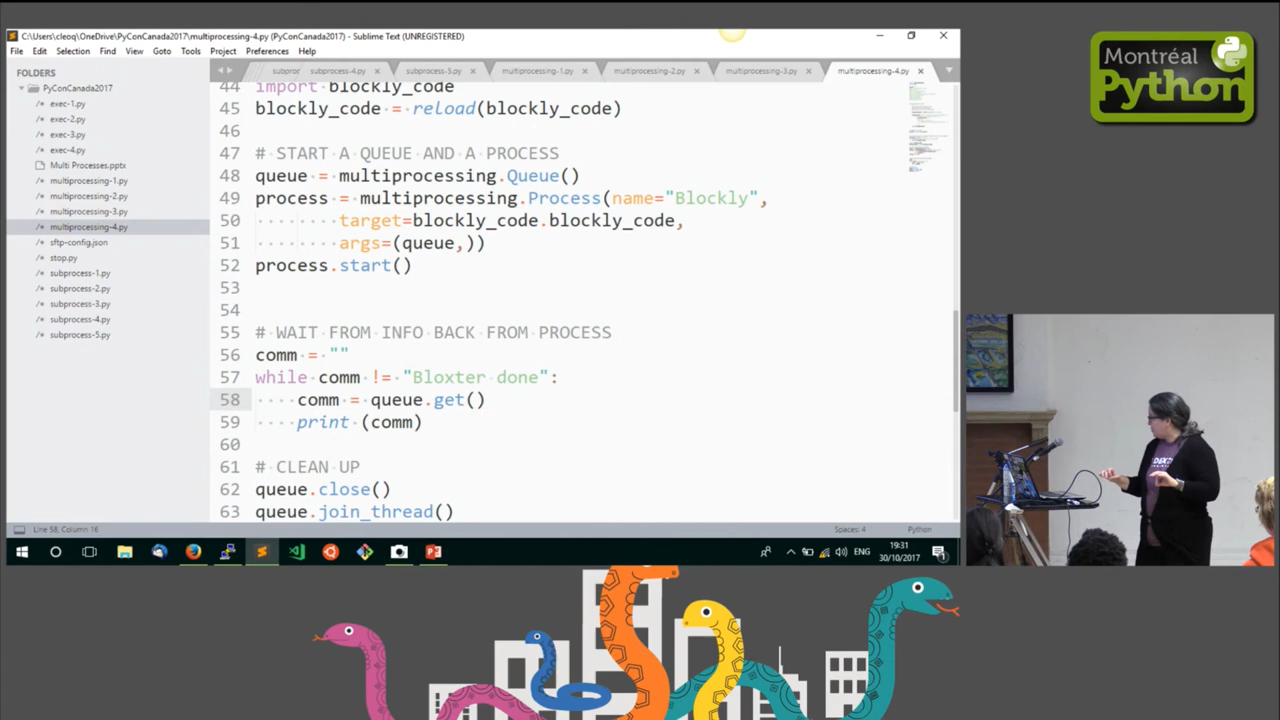 C:\Users\cleoq\OneDrive\PyConCanada2017\multiprocessing-4.py (PyConCanada2017) - Sublime Text (UNREGISTERED)
File Edit Selection Find View Goto Tools Project Preferences Help
FOLDERS
PyConCanada2017
exec-1.py
exec-2.py
exec-3.py
exec-4.py
Multi Processes.pptx
multiprocessing-1.py
multiprocessing-2.py
multiprocessing-3.py
multiprocessing-4.py
sftp-config.json
stop.py
subprocess-1.py
subprocess-2.py
subprocess-3.py
subprocess-4.py
subprocess-5.py
subproc subprocess-4.py subprocess-5.py multiprocessing-1.py multiprocessing-2.py multiprocessing-3.py multiprocessing-4.py
44 import blockly_code
45 blockly_code = reload(blockly_code)
46
47 # START A QUEUE AND A PROCESS
48 queue = multiprocessing.Queue()
49 process = multiprocessing.Process(name="Blockly",
50 target=blockly_code.blockly_code,
51 args=(queue,))
52 process.start()
53
54
55 # WAIT FROM INFO BACK FROM PROCESS
56 comm = ""
57 while comm != "Bloxter done":
58 comm = queue.get()
59 print (comm)
60
61 # CLEAN UP
62 queue.close()
63 queue.join_thread()
Line 58, Column 16 Spaces: 4 Python
ENG
19:31
30/10/2017
Montréal
Python